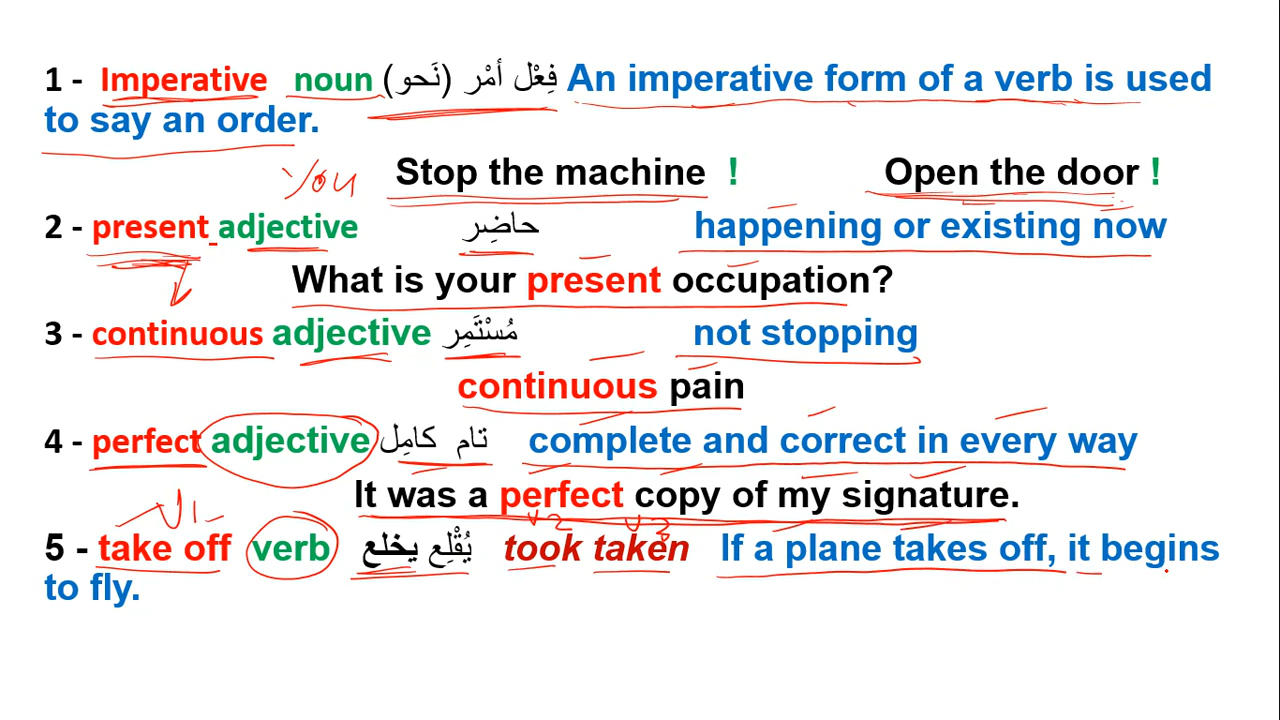 1 - Imperative noun فِعْل أمْر (نَحو) An imperative form of a verb is used
to say an order.
You Stop the machine ! Open the door !
2 - present adjective حاضِر happening or existing now
What is your present occupation?
3 - continuous adjective مُسْتَمِر not stopping
continuous pain
4 - perfect adjective تام كامِل complete and correct in every way
It was a perfect copy of my signature.
V1 V2 V3
5 - take off verb يُقْلِع يخلع took taken If a plane takes off, it begins
to fly.